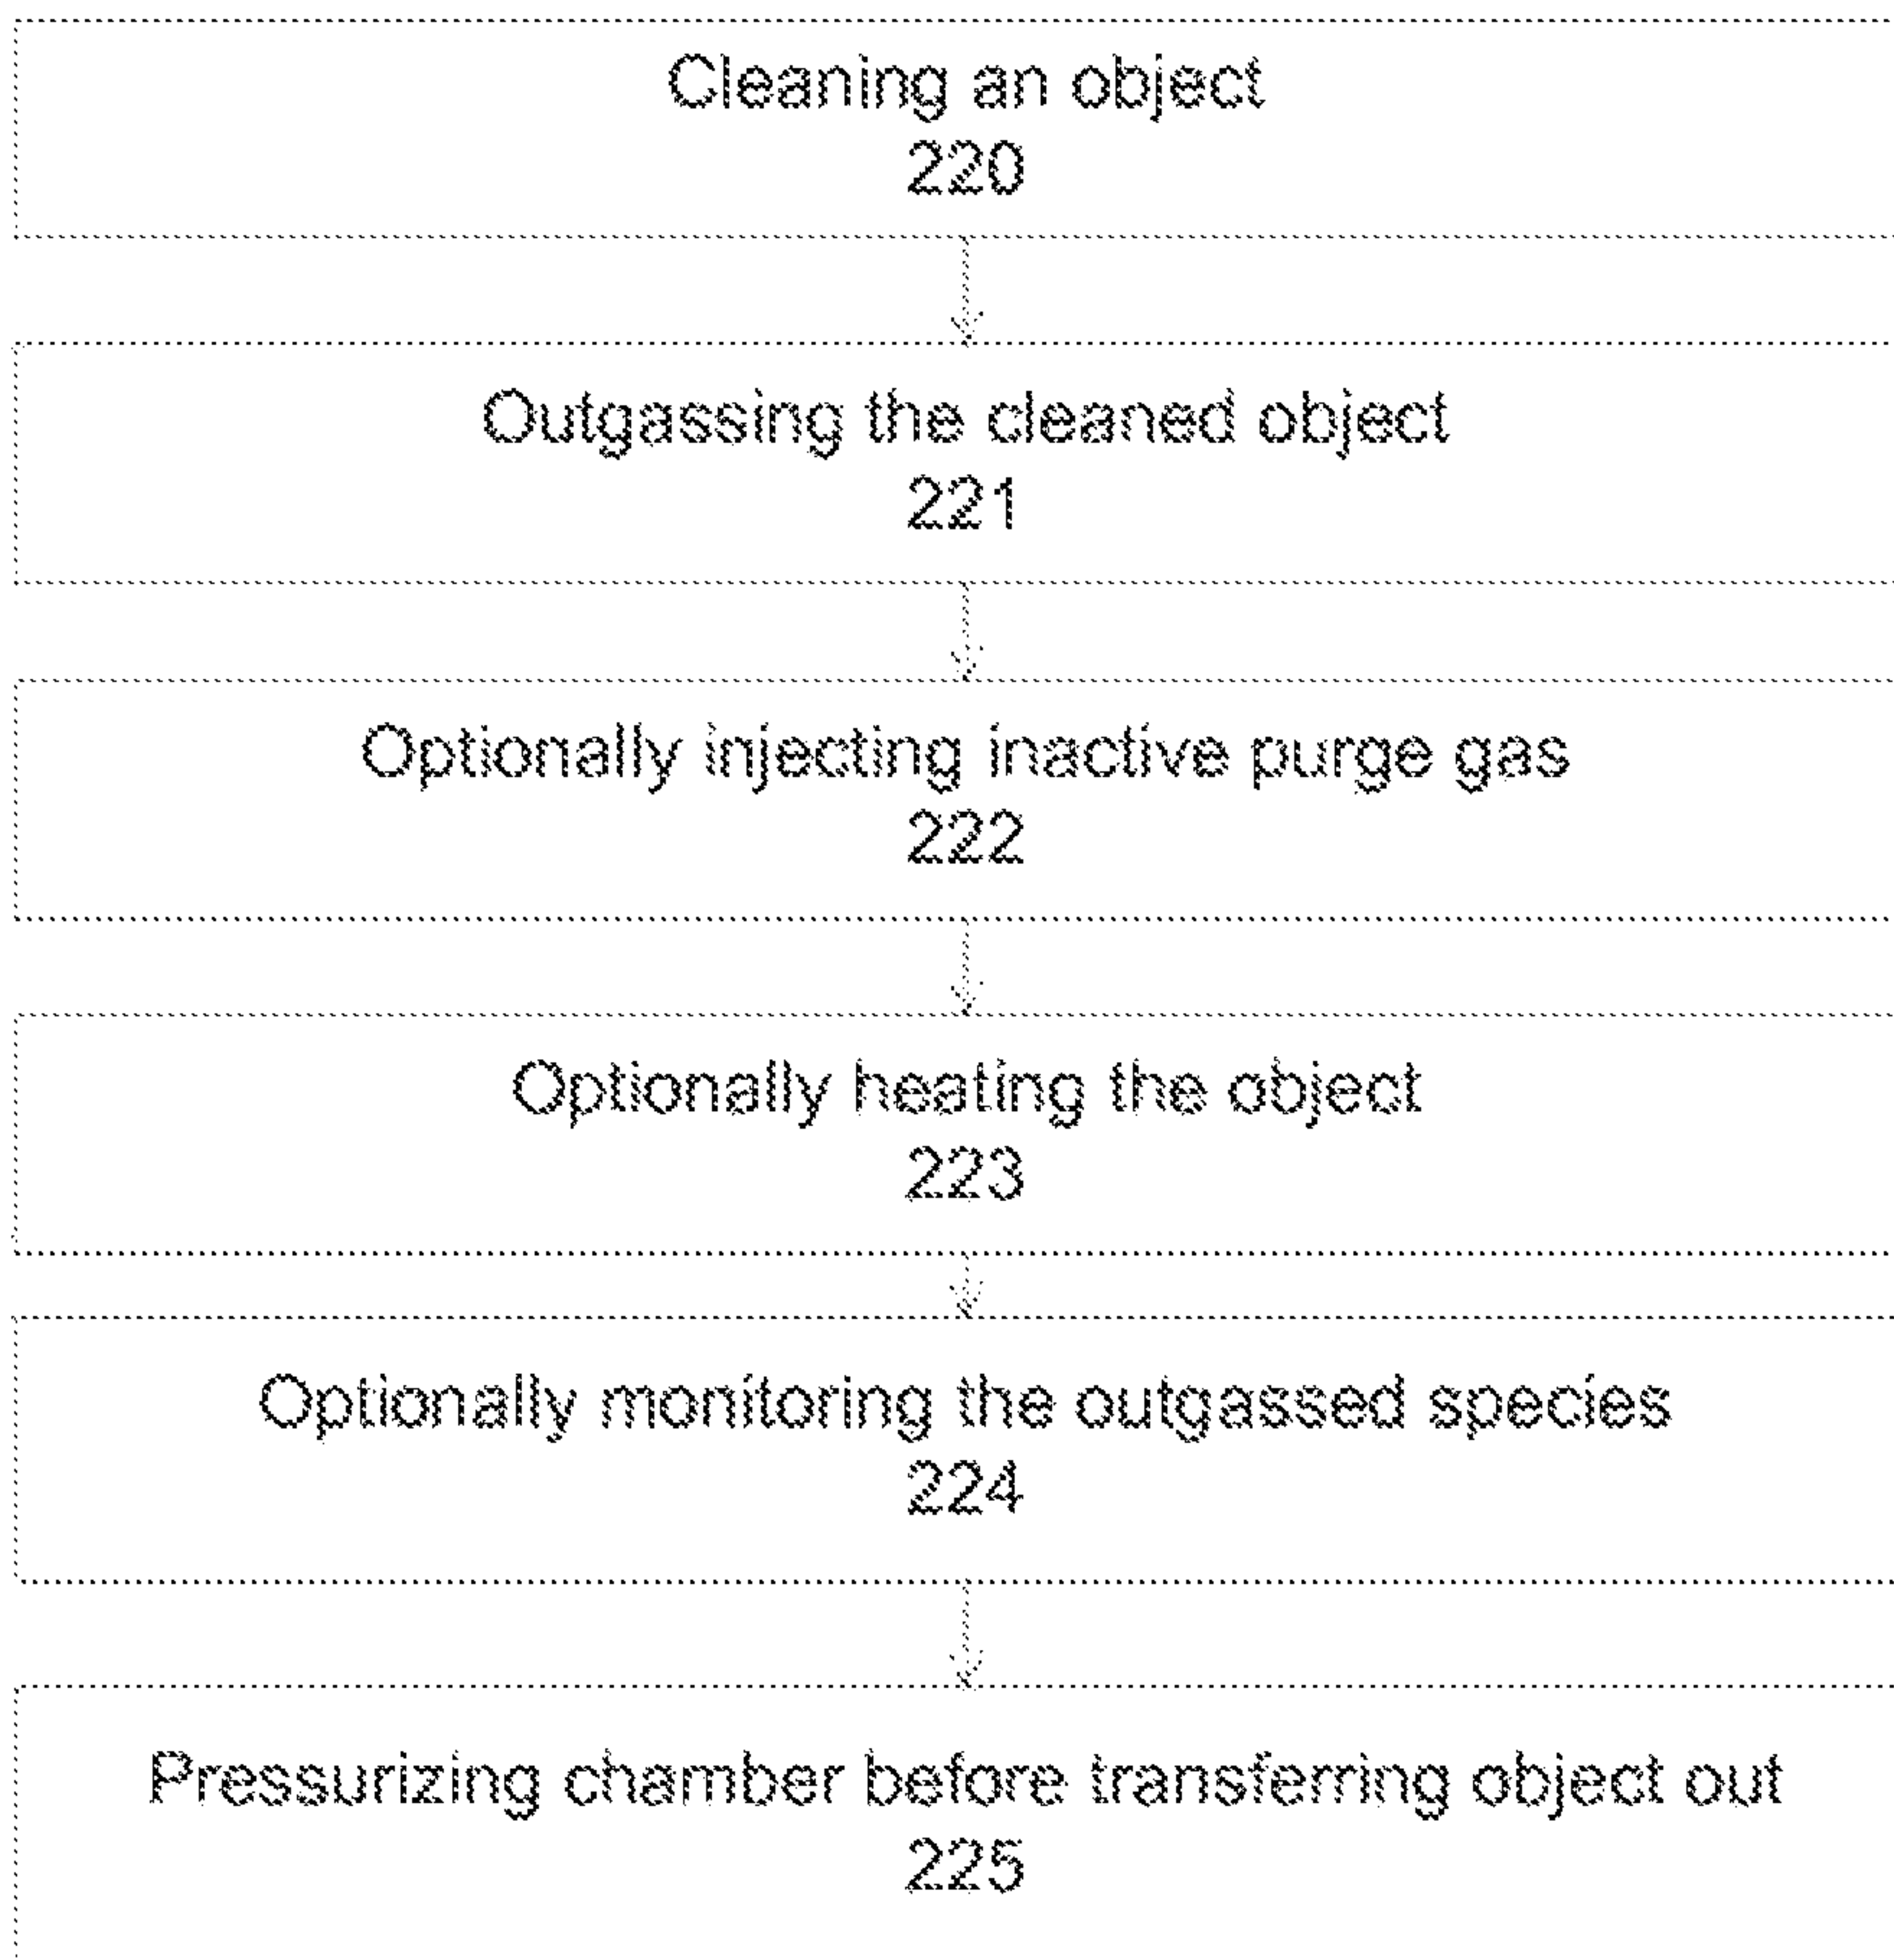 Cleaning an object
220
Outgassing the cleaned object
221
Optionally injecting inactive purge gas
222
Optionally heating the object
223
Optionally monitoring the outgassed species
224
Pressurizing chamber before transferring object out
225